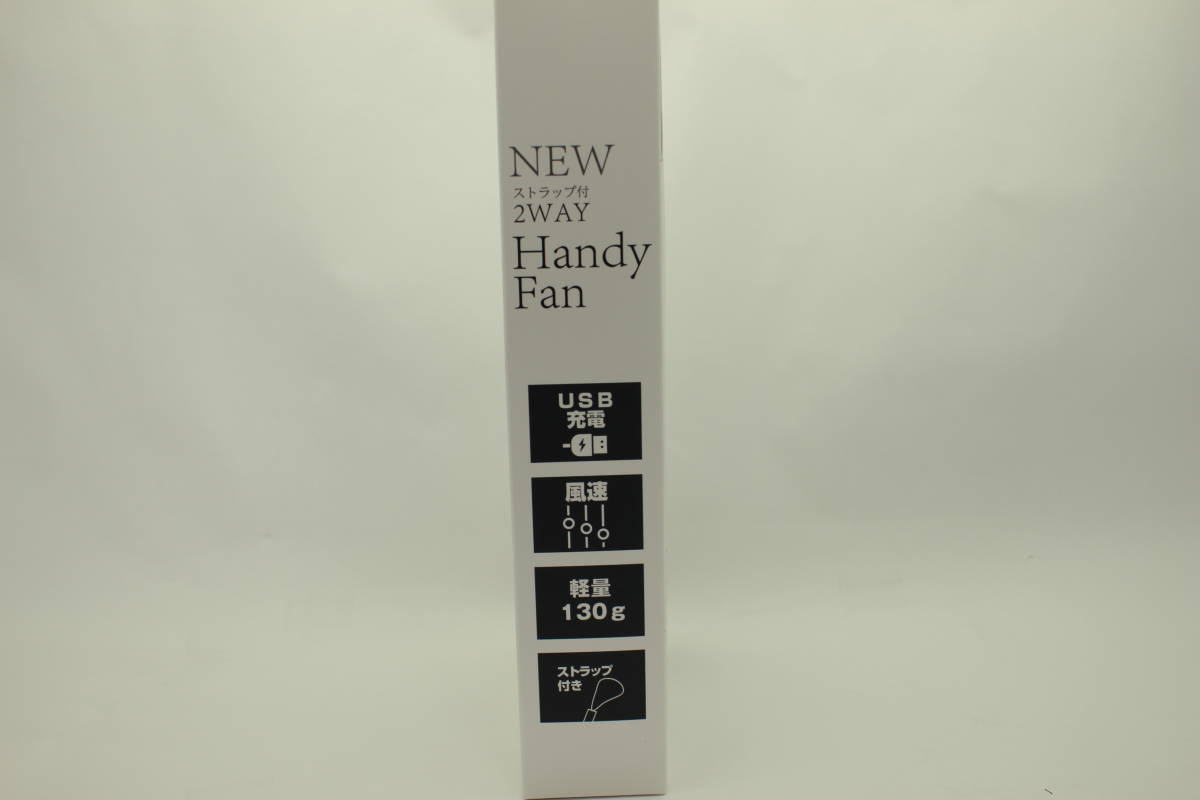 NEW
ストラップ付
2WAY
Handy
Fan
USB
充電
風速
軽量
130g
ストラップ
付き